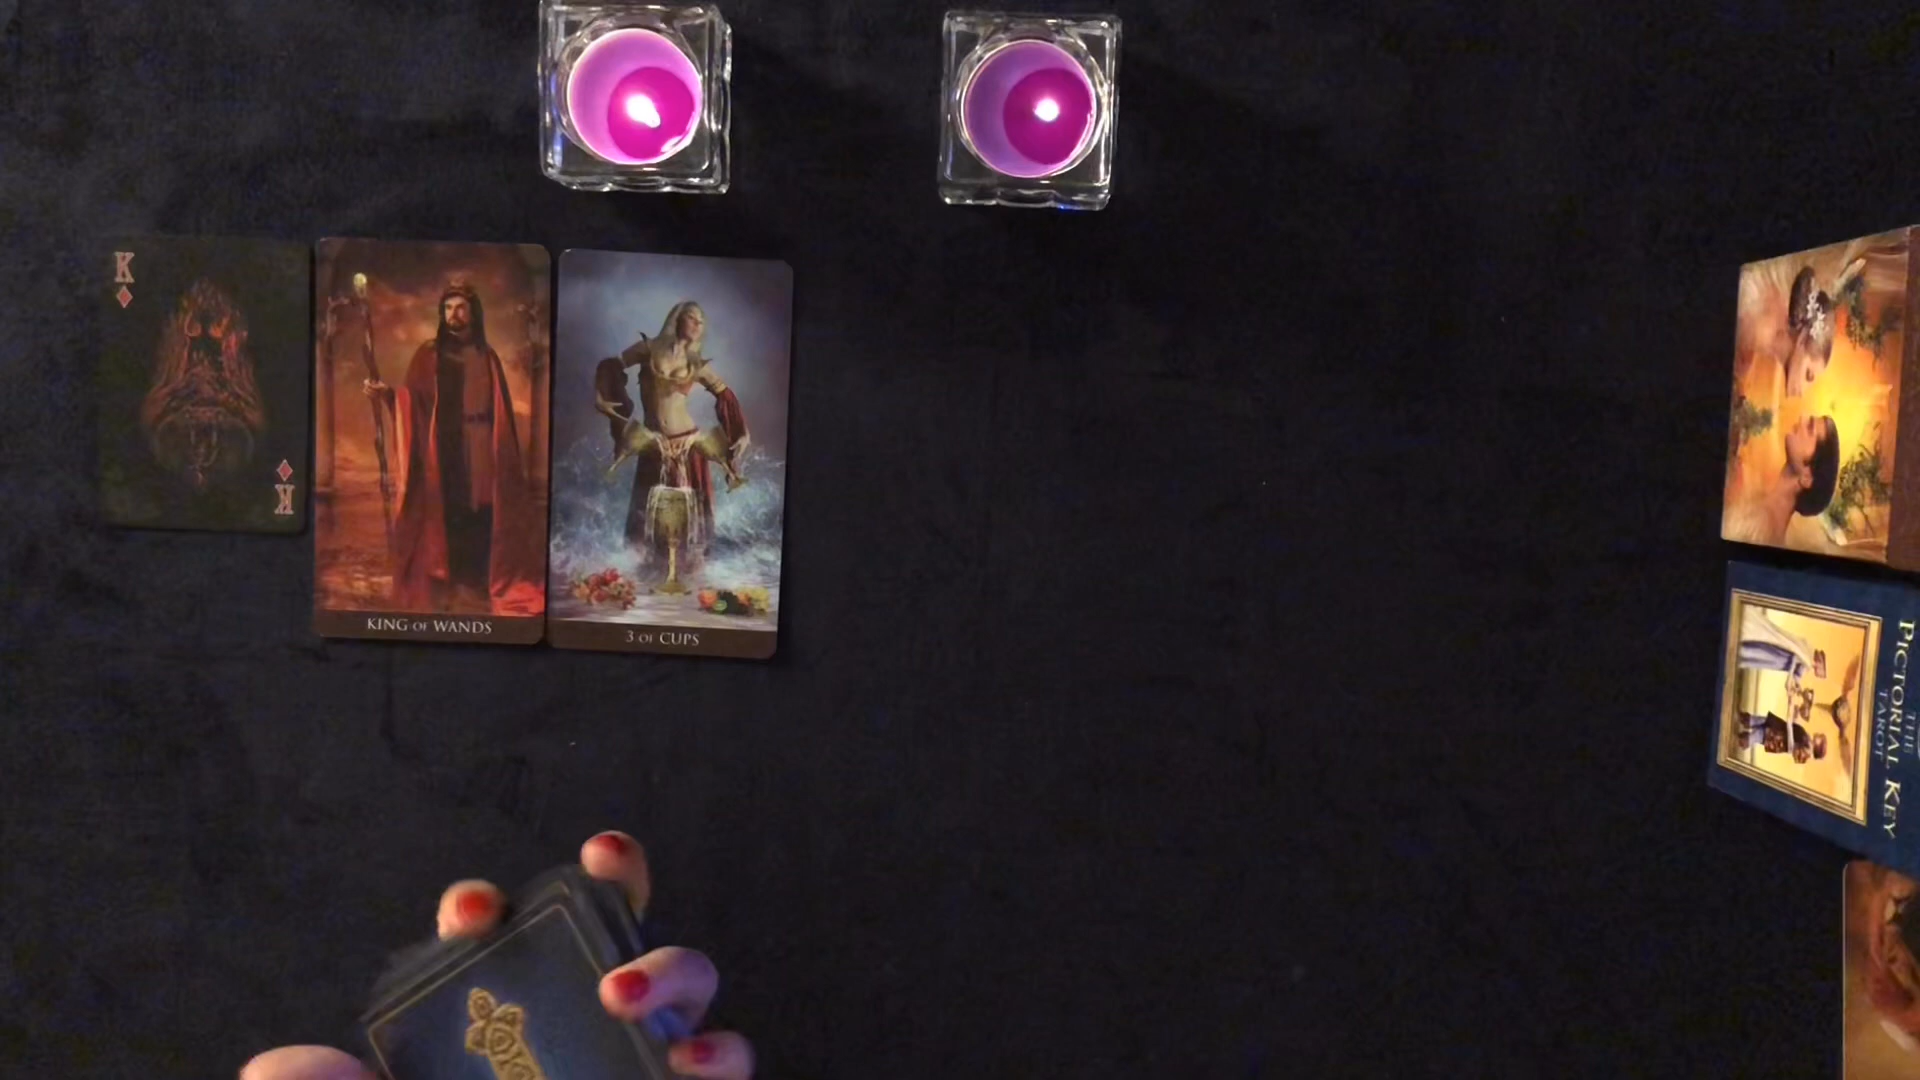 K
K
KING OF WANDS
3 OF CUPS
THE
PICTORIAL KEY
TAROT